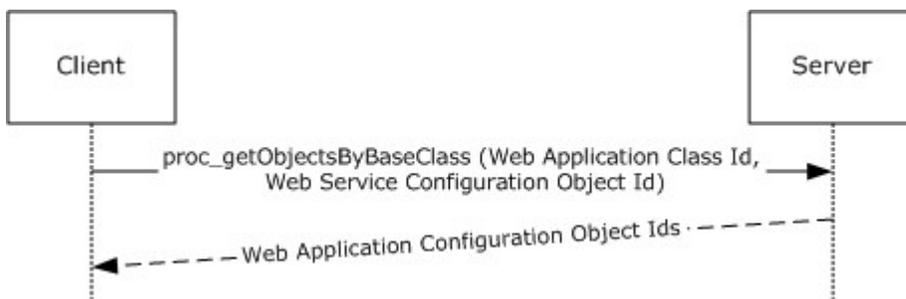 Client
Server
proc_getObjectsByBaseClass (Web Application Class Id,
Web Service Configuration Object Id)
Web Application Configuration Object Ids